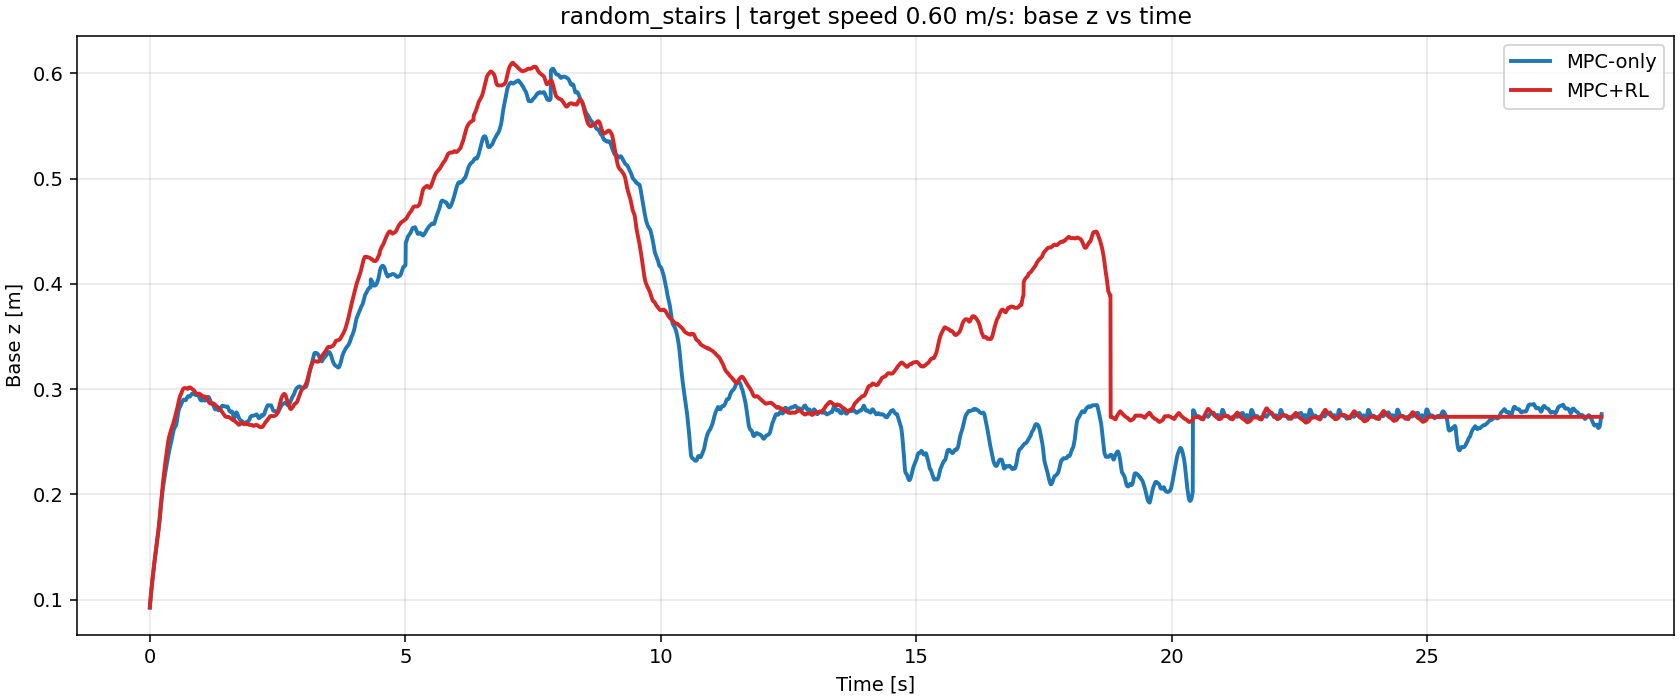 random_stairs | target speed 0.60 m/s: base z vs time
MPC-only
MPC+RL
Base z [m]
0.6
0.5
0.4
0.3
0.2
0.1
0 5 10 15 20 25
Time [s]